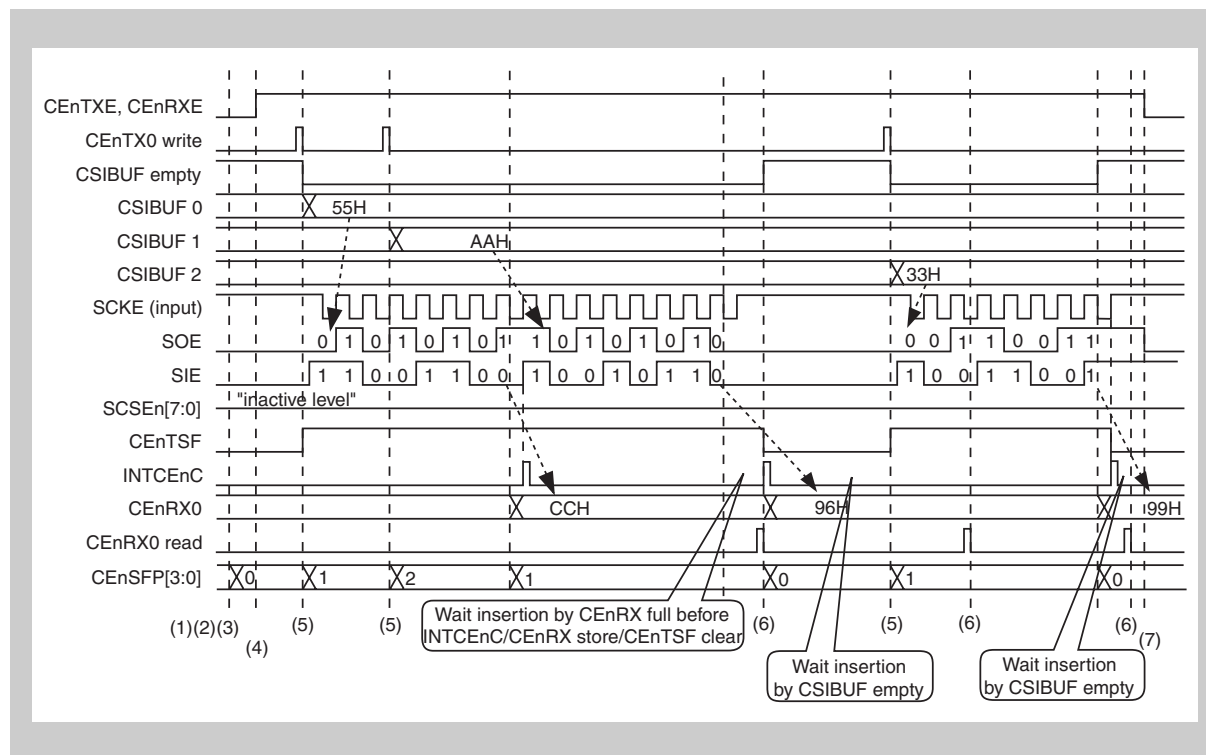 CEnTXE, CEnRXE
CEnTX0 write
CSIBUF empty
CSIBUF 0
55H
CSIBUF 1
AAH
CSIBUF 2
33H
SCKE (input)
SOE
0 1 0 1 0 1 0 1 1 0 1 0 1 0 1 0
0 0 1 1 0 0 1 1
SIE
1 1 0 0 1 1 0 0 1 0 0 1 0 1 1 0
1 0 0 1 1 0 0 1
"inactive level"
SCSEn[7:0]
CEnTSF
INTCEnC
CEnRX0
CCH
96H
99H
CEnRX0 read
CEnSFP[3:0]
0 1 2 1 0 1 0
(1)(2)(3)
(4)
(5)
(5)
Wait insertion by CEnRX full before
INTCEnC/CEnRX store/CEnTSF clear
(6)
(5)
(6)
(6)
(7)
Wait insertion
by CSIBUF empty
Wait insertion
by CSIBUF empty